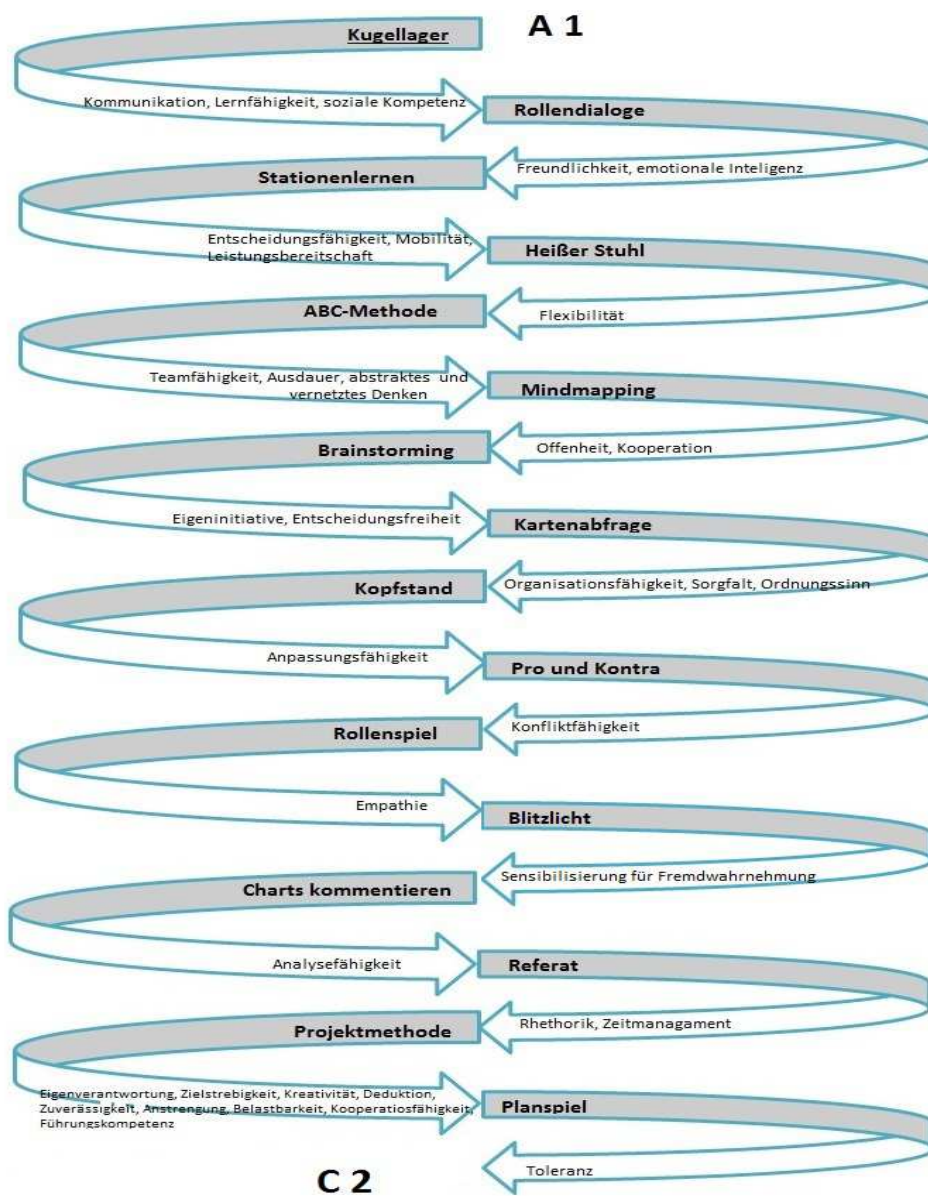 A 1
Kugellager
Kommunikation, Lernfähigkeit, soziale Kompetenz
Rollendialoge
Freundlichkeit, emotionale Inteligenz
Stationenlernen
Entscheidungsfähigkeit, Mobilität,
Leistungsbereitschaft
Heißer Stuhl
Flexibilität
ABC-Methode
Teamfähigkeit, Ausdauer, abstraktes und
vernetztes Denken
Mindmapping
Offenheit, Kooperation
Brainstorming
Eigeninitiative, Entscheidungsfreiheit
Kartenabfrage
Organisationsfähigkeit, Sorgfalt, Ordnungssinn
Kopfstand
Anpassungsfähigkeit
Pro und Kontra
Konfliktfähigkeit
Rollenspiel
Empathie
Blitzlicht
Sensibilisierung für Fremdwahrnehmung
Charts kommentieren
Analysefähigkeit
Referat
Rhethorik, Zeitmanagament
Projektmethode
Eigenverantwortung, Zielstrebigkeit, Kreativität, Deduktion,
Zuverässigkeit, Anstrengung, Belastbarkeit, Kooperatiosfähigkeit,
Führungskompetenz
Planspiel
Toleranz
C 2